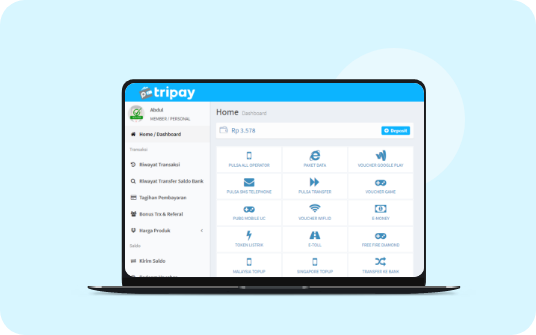 tripay
Abdul
MEMBER / PERSONAL
Home / Dashboard
Transaksi
Riwayat Transaksi
Riwayat Transfer Saldo Bank
Tagihan Pembayaran
Bonus Trx & Referal
Harga Produk
Saldo
Kirim Saldo
Home Dashboard
Rp 3.578
Deposit
PULSA ALL OPERATOR
PAKET DATA
VOUCHER GOOGLE PLAY
PULSA SMS TELEPHONE
PULSA TRANSFER
VOUCHER GAME
PUBG MOBILE UC
VOUCHER WIFI.ID
E-MONEY
TOKEN LISTRIK
E-TOLL
FREE FIRE DIAMOND
MALAYSIA TOPUP
SINGAPORE TOPUP
TRANSFER KE BANK